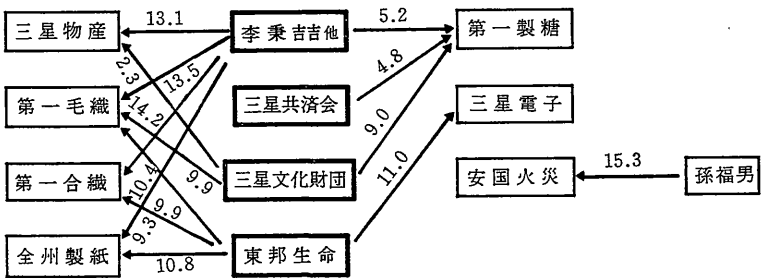 三星物産
13.1
李秉吉吉他
5.2
第一製糖
2.3
13.5
4.8
第一毛織
14.2
三星共済会
9.0
三星電子
11.0
第一合織
10.4
9.9
三星文化財団
安国火災
15.3
孫福男
9.9
9.3
全州製紙
10.8
東邦生命